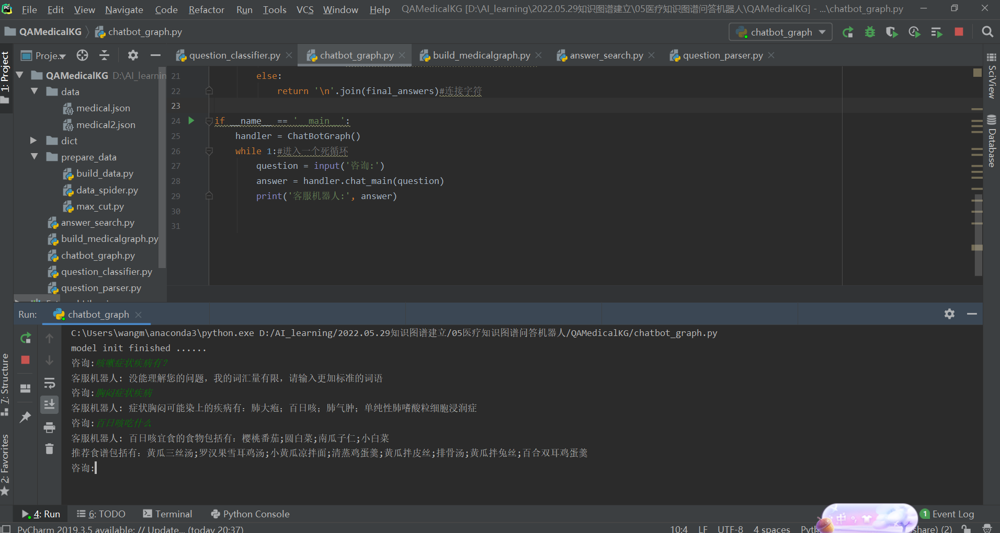 File Edit View Navigate Code Refactor Run Tools VCS Window Help QAMedicalKG [D:\AI_learning\2022.05.29知识图谱建立\05医疗知识图谱问答机器人\QAMedicalKG] - ...\chatbot_graph.py
QAMedicalKG chatbot_graph.py
chatbot_graph
Proje...
question_classifier.py chatbot_graph.py build_medicalgraph.py answer_search.py question_parser.py
1: Project
QAMedicalKG D:\AI_learnin
data
medical.json
medical2.json
dict
prepare_data
build_data.py
data_spider.py
max_cut.py
answer_search.py
build_medicalgraph.py
chatbot_graph.py
question_classifier.py
question_parser.py
21 else:
22 return '\n'.join(final_answers)#连接字符
23
24 if __name__ == '__main__':
25 handler = ChatBotGraph()
26 while 1:#进入一个死循环
27 question = input('咨询:')
28 answer = handler.chat_main(question)
29 print('客服机器人:', answer)
30
31
SciView
Database
Run: chatbot_graph
C:\Users\wangm\anaconda3\python.exe D:/AI_learning/2022.05.29知识图谱建立/05医疗知识图谱问答机器人/QAMedicalKG/chatbot_graph.py
model init finished ......
咨询:咳嗽症状疾病有?
客服机器人: 没能理解您的问题，我的词汇量有限，请输入更加标准的词语
咨询:胸闷症状疾病
客服机器人: 症状胸闷可能染上的疾病有：肺大疱；百日咳；肺气肿；单纯性肺嗜酸粒细胞浸润症
咨询:百日咳吃什么
客服机器人: 百日咳宜食的食物包括有：樱桃番茄;圆白菜;南瓜子仁;小白菜
推荐食谱包括有：黄瓜三丝汤;罗汉果雪耳鸡汤;小黄瓜凉拌面;清蒸鸡蛋羹;黄瓜拌皮丝;排骨汤;黄瓜拌兔丝;百合双耳鸡蛋羹
咨询:
7: Structure
2: Favorites
4: Run 6: TODO Terminal Python Console
中
1 Event Log
PyCharm 2019.3.5 available: // Update... (today 20:37)
10:4 LF UTF-8 4 spaces Pyth share) (2)